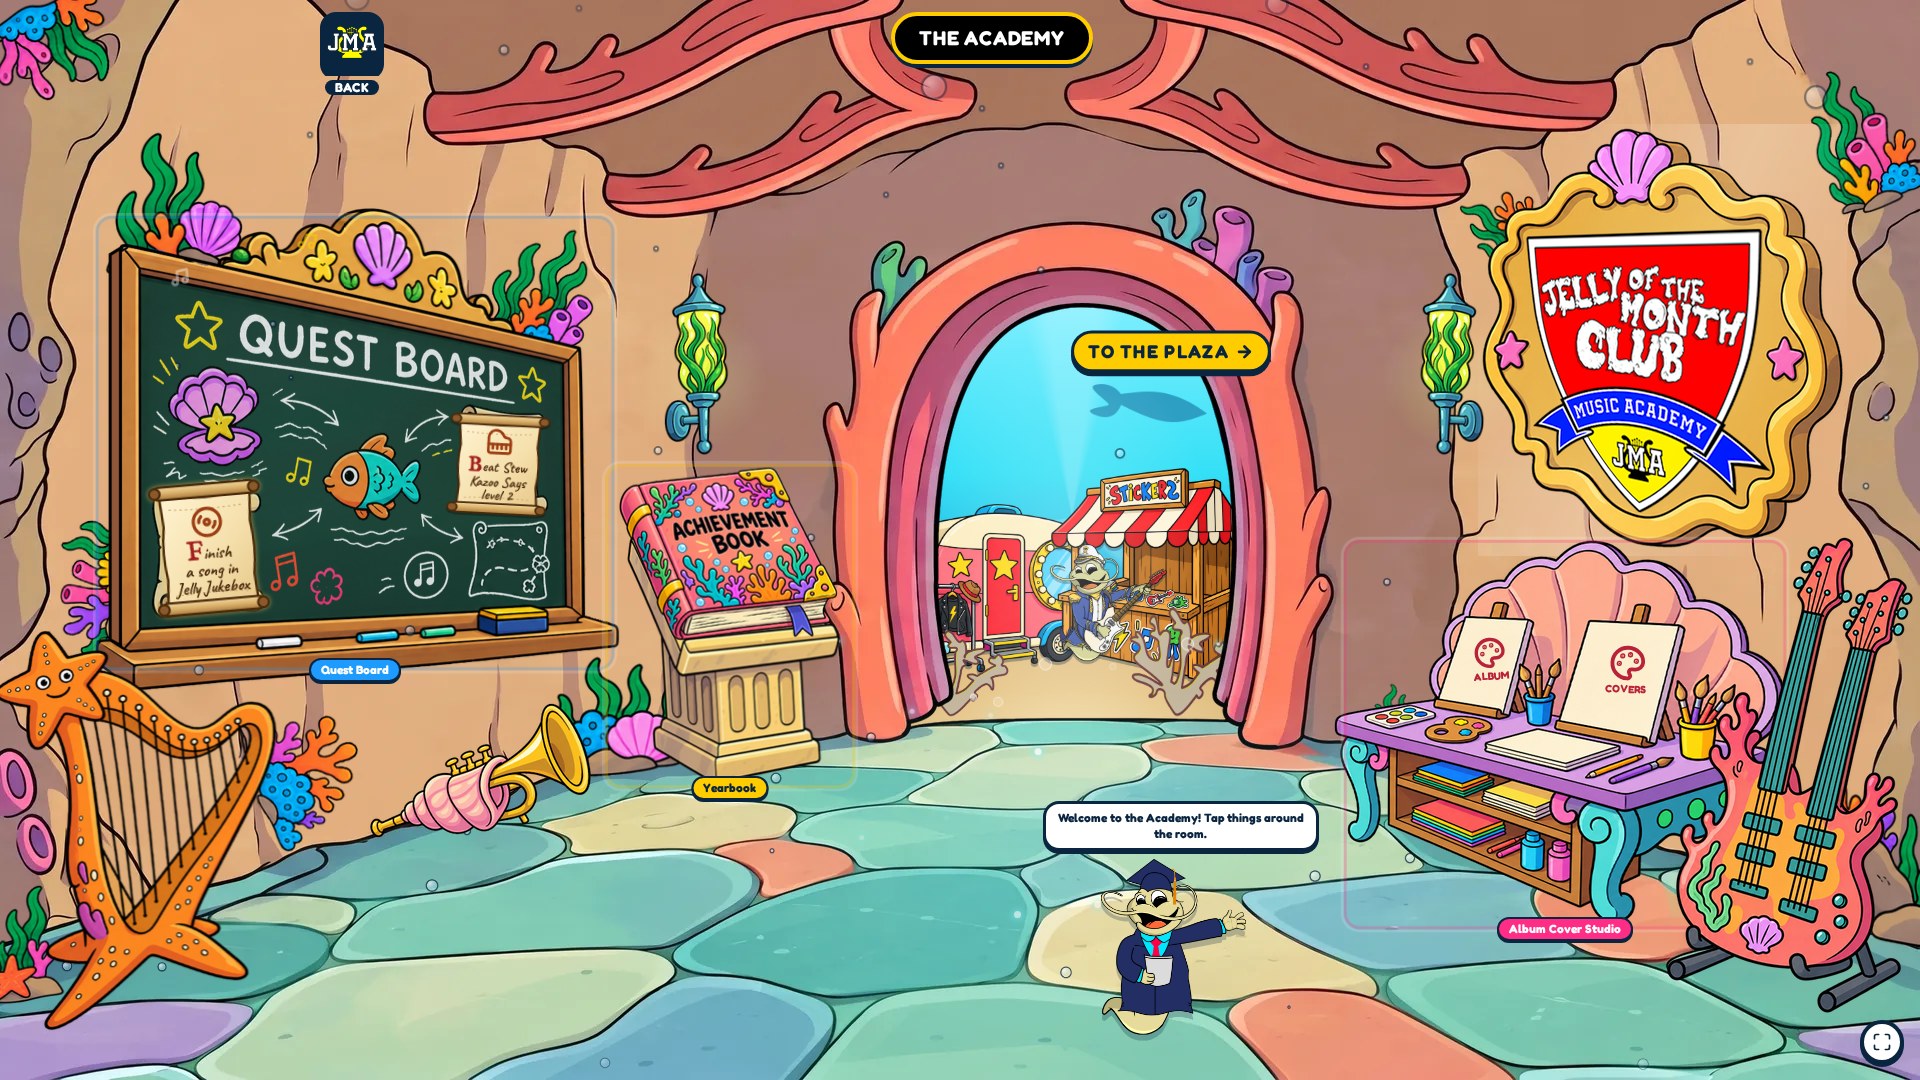 JMA
BACK
THE ACADEMY
QUEST BOARD
Beat Stew
Kazoo Says
level 2
Finish
a song in
Jelly Jukebox
Quest Board
ACHIEVEMENT
BOOK
Yearbook
TO THE PLAZA →
STICKERS
JELLY OF THE
MONTH
CLUB
MUSIC ACADEMY
JMA
ALBUM
COVERS
Album Cover Studio
Welcome to the Academy! Tap things around
the room.